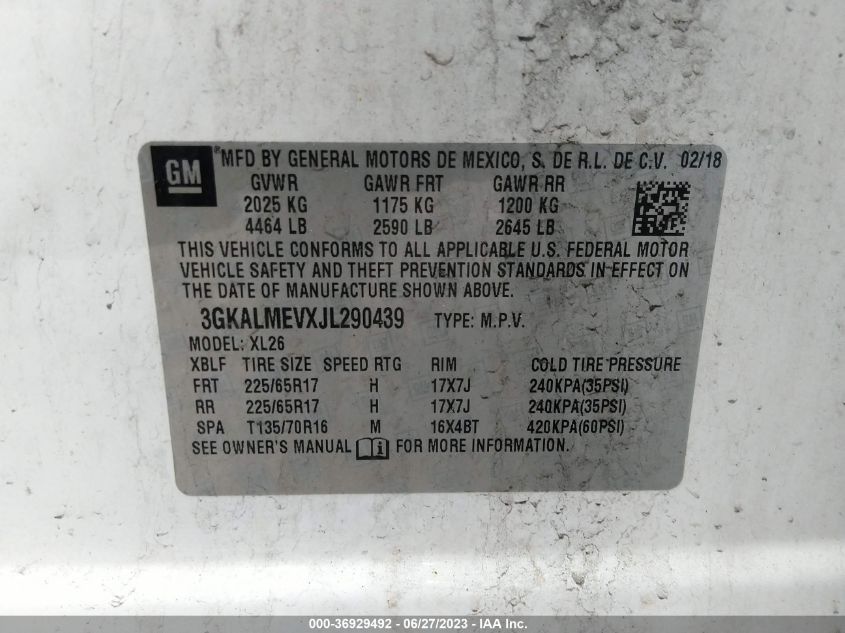 GM ® MFD BY GENERAL MOTORS DE MEXICO, S. DE R.L. DE C.V. 02/18
GVWR GAWR FRT GAWR RR
2025 KG 1175 KG 1200 KG
4464 LB 2590 LB 2645 LB
THIS VEHICLE CONFORMS TO ALL APPLICABLE U.S. FEDERAL MOTOR
VEHICLE SAFETY AND THEFT PREVENTION STANDARDS IN EFFECT ON
THE DATE OF MANUFACTURE SHOWN ABOVE.
3GKALMEVXJL290439 TYPE: M.P.V.
MODEL: XL26
XBLF TIRE SIZE SPEED RTG RIM COLD TIRE PRESSURE
FRT 225/65R17 H 17X7J 240KPA(35PSI)
RR 225/65R17 H 17X7J 240KPA(35PSI)
SPA T135/70R16 M 16X4BT 420KPA(60PSI)
SEE OWNER'S MANUAL FOR MORE INFORMATION.
000-36929492 - 06/27/2023 - IAA Inc.